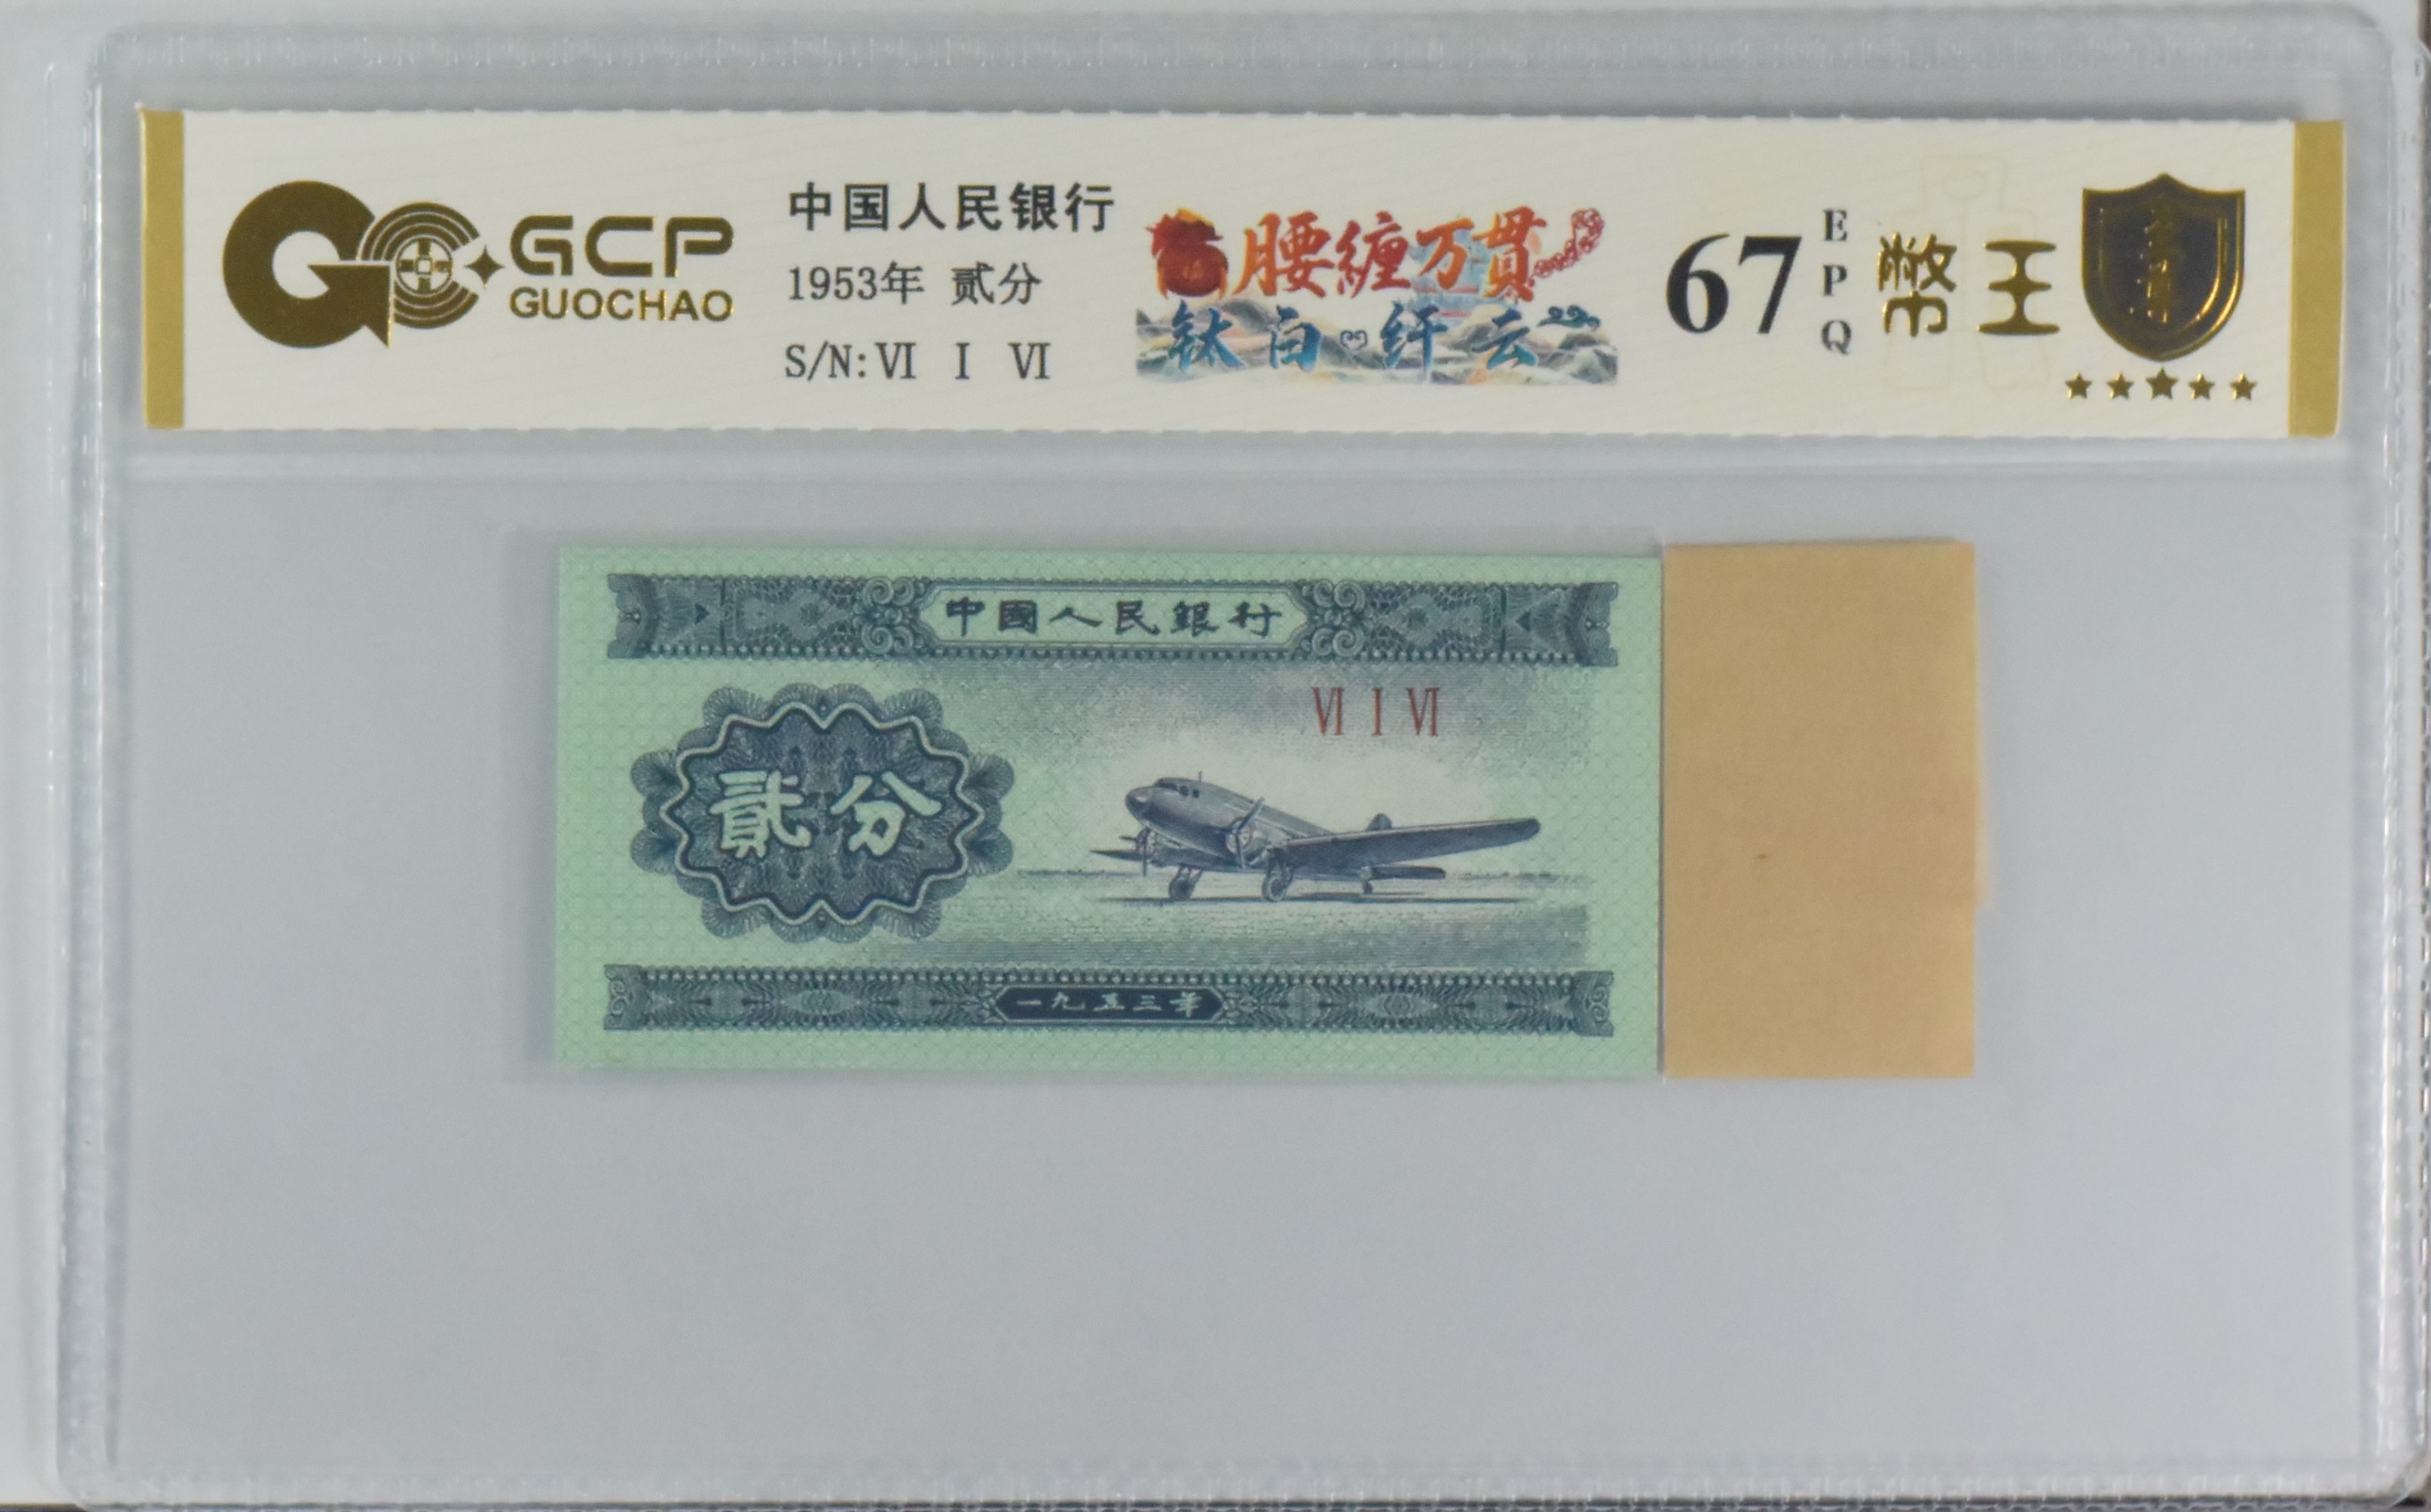 GCP
GUOCHAO
中国人民银行
1953年 贰分
S/N:Ⅵ Ⅰ Ⅵ
腰缠万贯
钛白·纤云
67
EPQ
幣王
中國人民銀行
Ⅵ Ⅰ Ⅵ
貳分
一九五三年